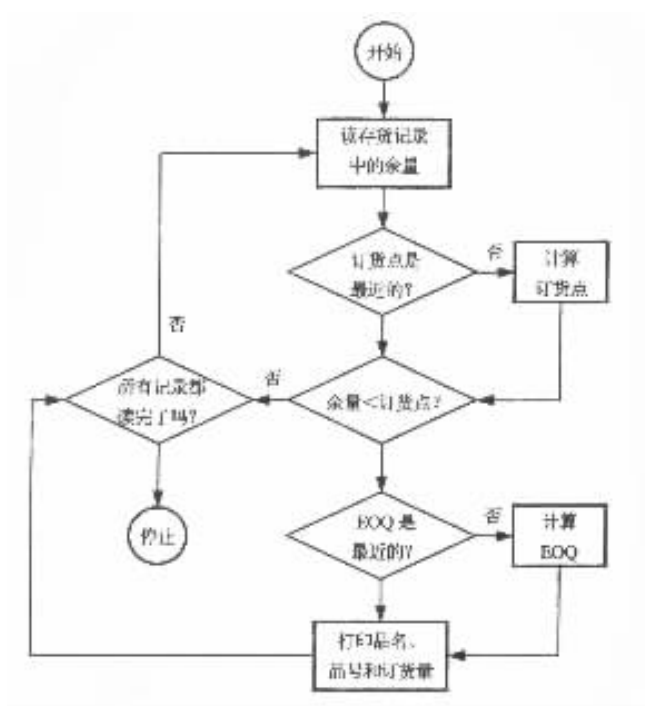 开始
读存货记录
中的余量
订货点是
最近的?
否
计算
订货点
否
所有记录都
读完了吗?
否
余量<订货点?
停止
EOQ 是
最近的?
否
计算
EOQ
打印品名、
品号和订货量